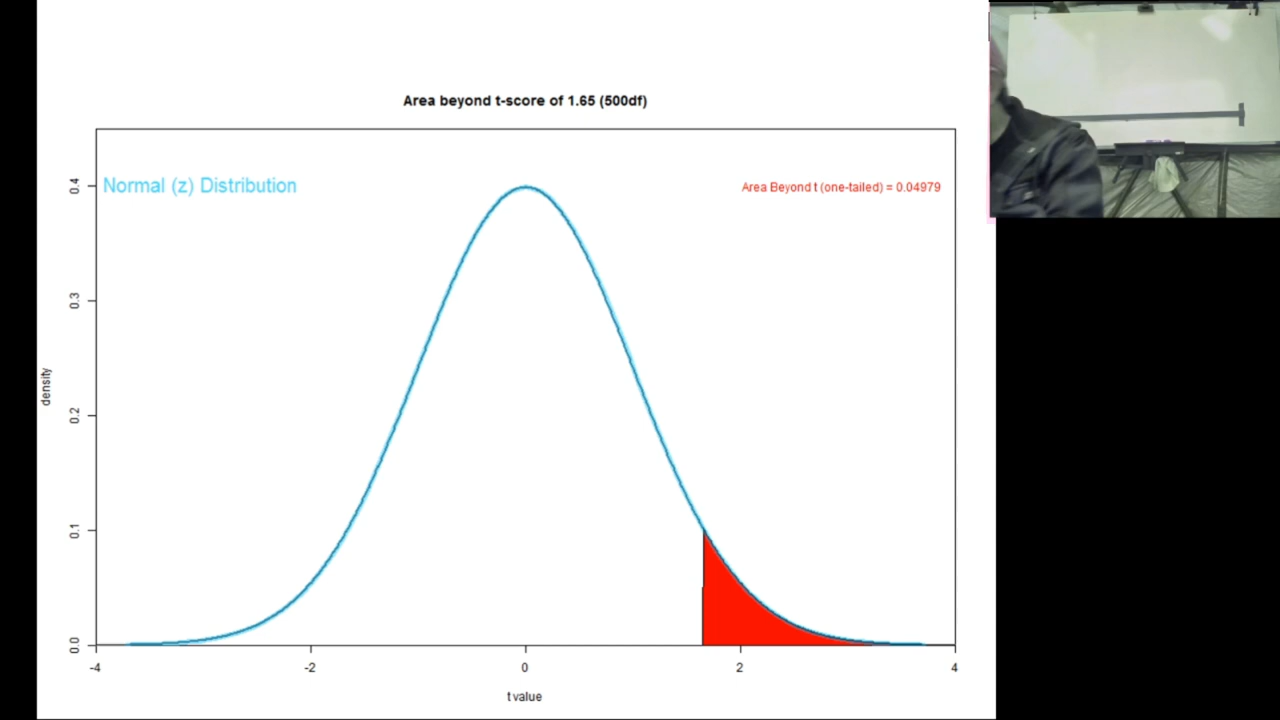 Area beyond t-score of 1.65 (500df)
Normal (z) Distribution
Area Beyond t (one-tailed) = 0.04979
density
0.4
0.3
0.2
0.1
0.0
-4
-2
0
2
4
t value